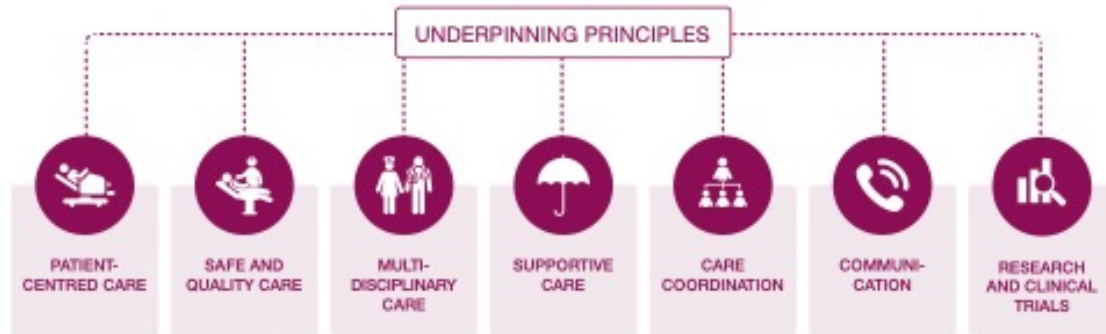 UNDERPINNING PRINCIPLES
PATIENT-
CENTRED CARE
SAFE AND
QUALITY CARE
MULTI-
DISCIPLINARY
CARE
SUPPORTIVE
CARE
CARE
COORDINATION
COMMUNI-
CATION
RESEARCH
AND CLINICAL
TRIALS